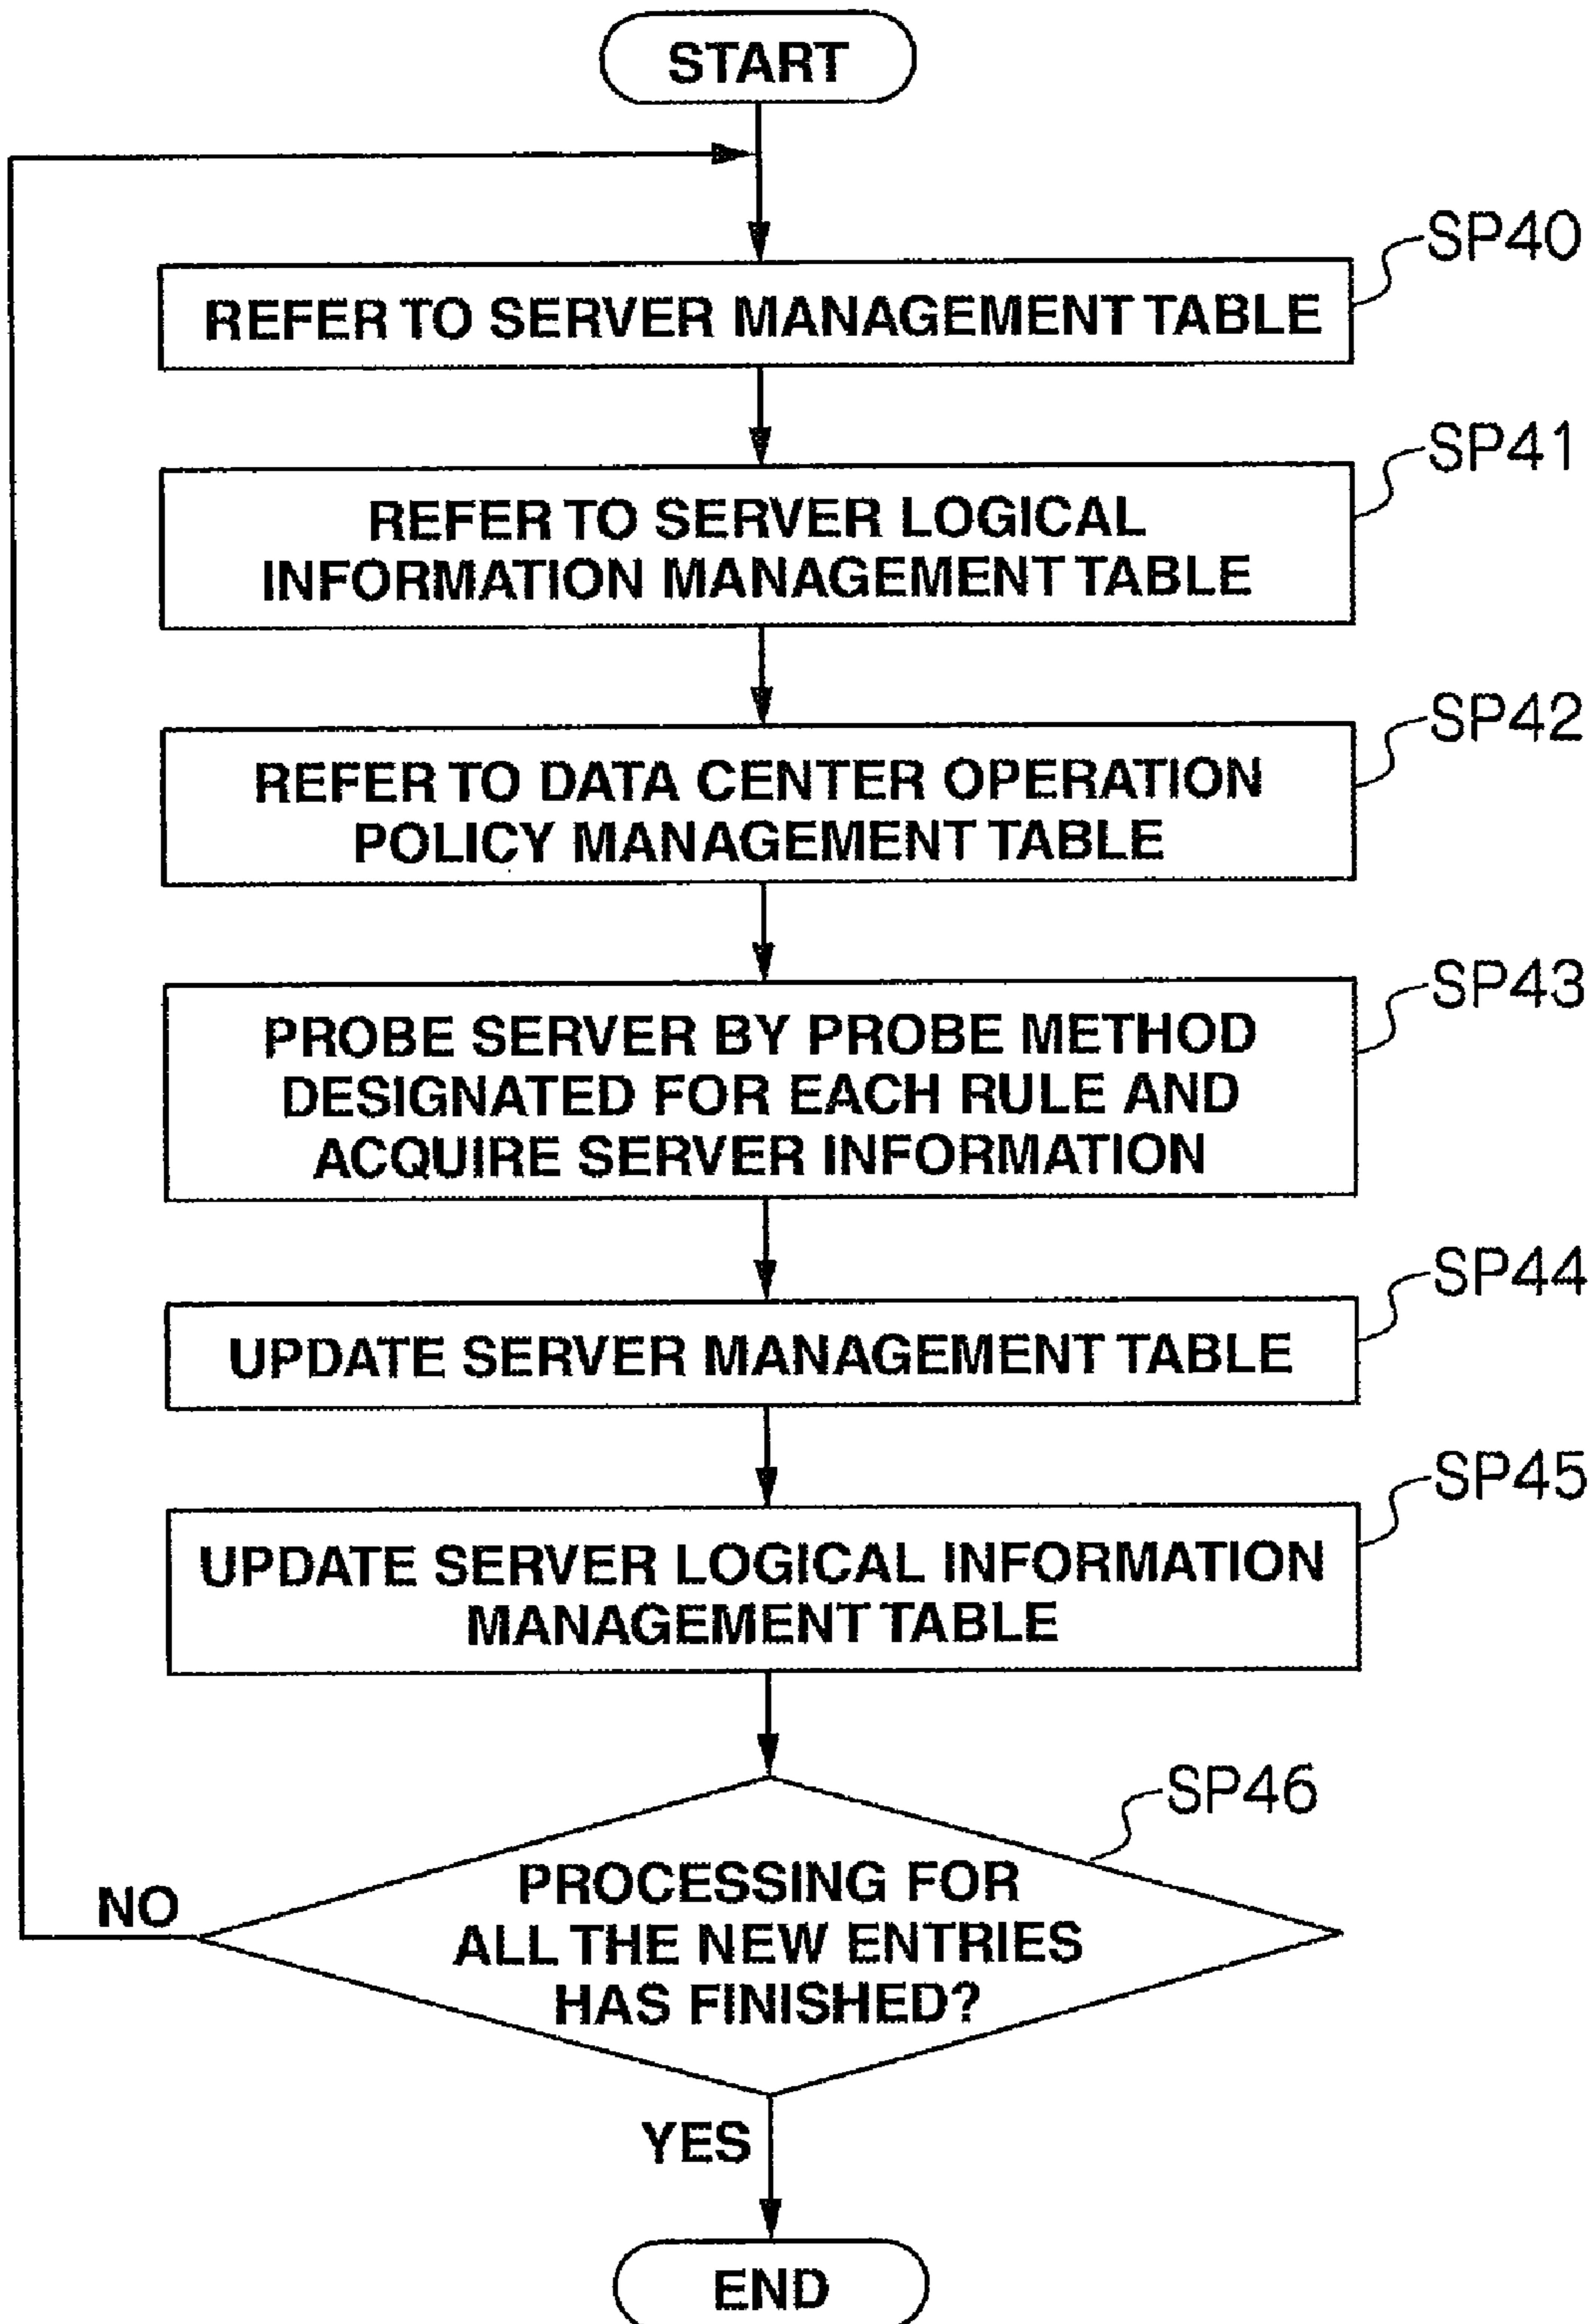 START
SP40
REFER TO SERVER MANAGEMENT TABLE
SP41
REFER TO SERVER LOGICAL
INFORMATION MANAGEMENT TABLE
SP42
REFER TO DATA CENTER OPERATION
POLICY MANAGEMENT TABLE
SP43
PROBE SERVER BY PROBE METHOD
DESIGNATED FOR EACH RULE AND
ACQUIRE SERVER INFORMATION
SP44
UPDATE SERVER MANAGEMENT TABLE
SP45
UPDATE SERVER LOGICAL INFORMATION
MANAGEMENT TABLE
SP46
PROCESSING FOR
ALL THE NEW ENTRIES
HAS FINISHED?
NO
YES
END